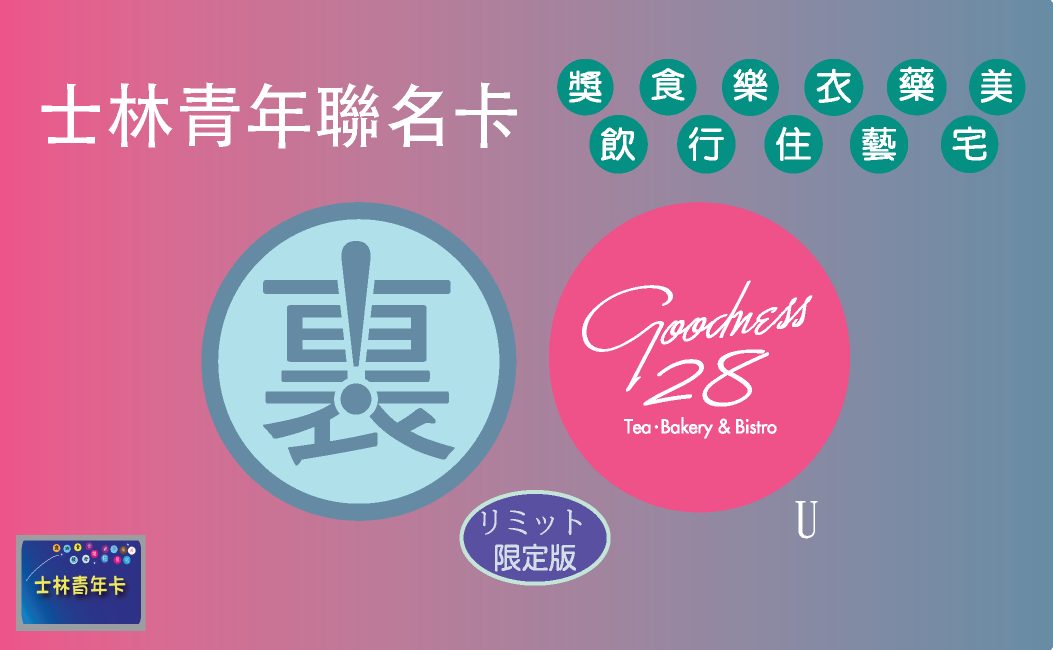 士林青年聯名卡
獎食樂衣藥美
飲行住藝宅
裏
Goodness
28
Tea・Bakery & Bistro
U
リミット
限定版
士林青年卡